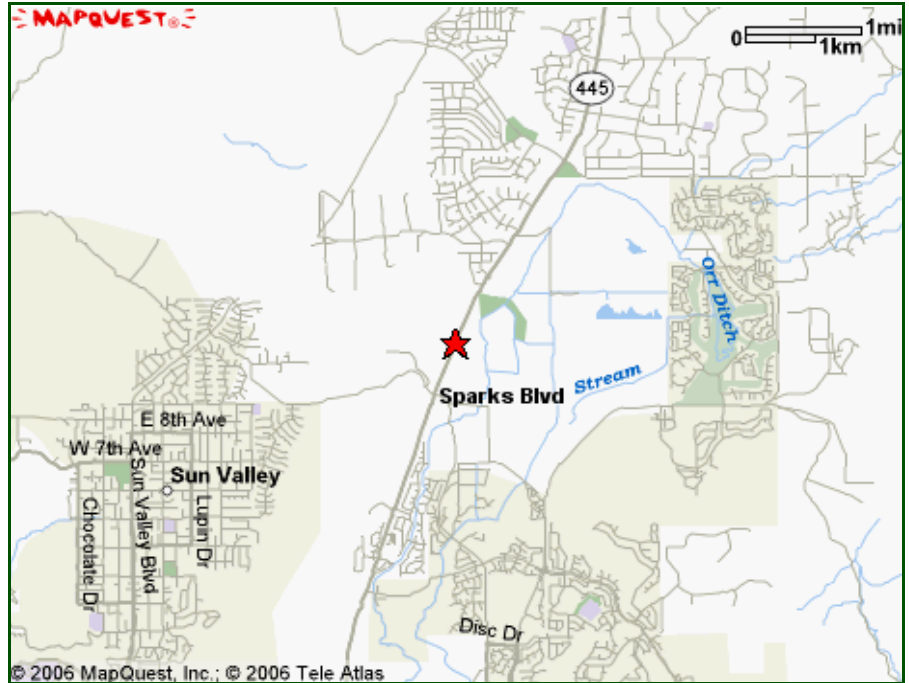 MAPQUEST®
0 1mi
1km
445
Orr Ditch
Stream
Sparks Blvd
E 8th Ave
W 7th Ave
Sun Valley
Sun Valley Blvd
Lupin Dr
Chocolate Dr
Disc Dr
© 2006 MapQuest, Inc.; © 2006 Tele Atlas